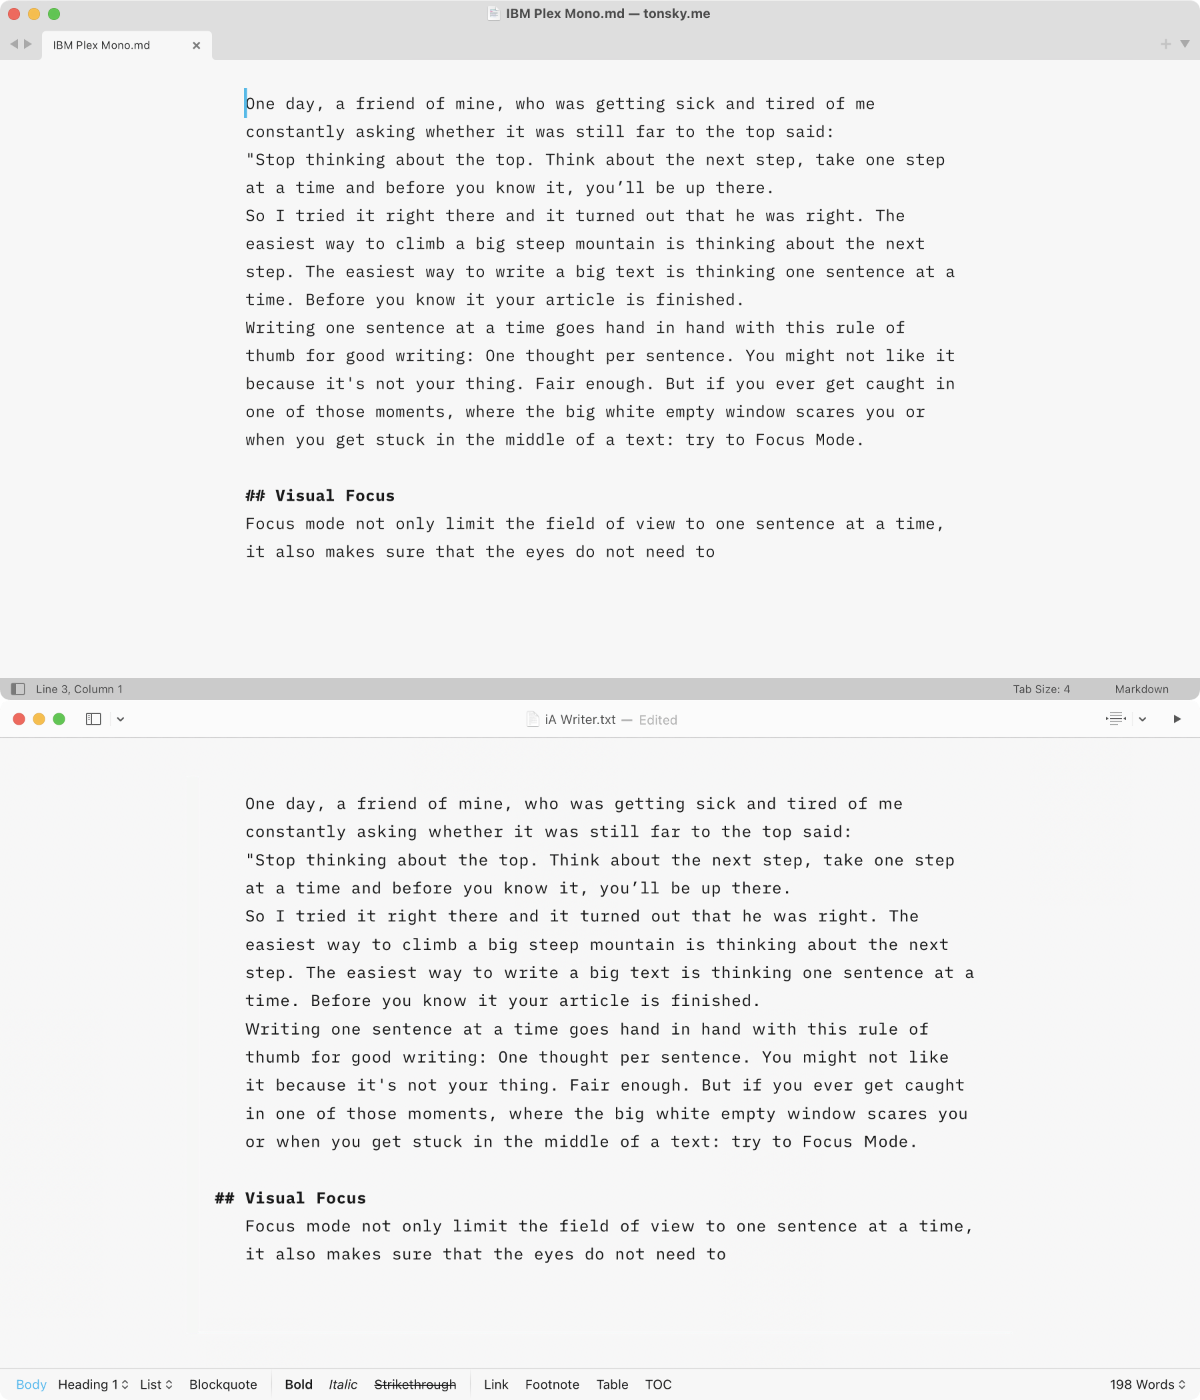 IBM Plex Mono.md — tonsky.me
IBM Plex Mono.md
One day, a friend of mine, who was getting sick and tired of me
constantly asking whether it was still far to the top said:
"Stop thinking about the top. Think about the next step, take one step
at a time and before you know it, you’ll be up there.
So I tried it right there and it turned out that he was right. The
easiest way to climb a big steep mountain is thinking about the next
step. The easiest way to write a big text is thinking one sentence at a
time. Before you know it your article is finished.
Writing one sentence at a time goes hand in hand with this rule of
thumb for good writing: One thought per sentence. You might not like it
because it's not your thing. Fair enough. But if you ever get caught in
one of those moments, where the big white empty window scares you or
when you get stuck in the middle of a text: try to Focus Mode.
## Visual Focus
Focus mode not only limit the field of view to one sentence at a time,
it also makes sure that the eyes do not need to
Line 3, Column 1 Tab Size: 4 Markdown
iA Writer.txt — Edited
One day, a friend of mine, who was getting sick and tired of me
constantly asking whether it was still far to the top said:
"Stop thinking about the top. Think about the next step, take one step
at a time and before you know it, you’ll be up there.
So I tried it right there and it turned out that he was right. The
easiest way to climb a big steep mountain is thinking about the next
step. The easiest way to write a big text is thinking one sentence at a
time. Before you know it your article is finished.
Writing one sentence at a time goes hand in hand with this rule of
thumb for good writing: One thought per sentence. You might not like
it because it's not your thing. Fair enough. But if you ever get caught
in one of those moments, where the big white empty window scares you
or when you get stuck in the middle of a text: try to Focus Mode.
## Visual Focus
Focus mode not only limit the field of view to one sentence at a time,
it also makes sure that the eyes do not need to
Body Heading 1 List Blockquote Bold Italic Strikethrough Link Footnote Table TOC 198 Words